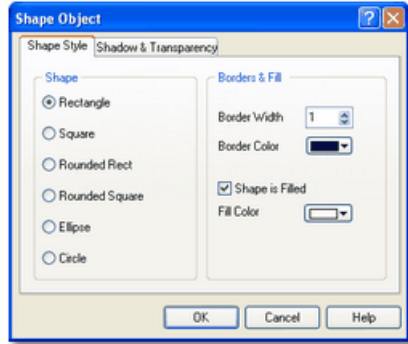 Shape Object
Shape Style Shadow & Transparency
Shape
Rectangle
Square
Rounded Rect
Rounded Square
Ellipse
Circle
Borders & Fill
Border Width 1
Border Color
Shape is Filled
Fill Color
OK Cancel Help